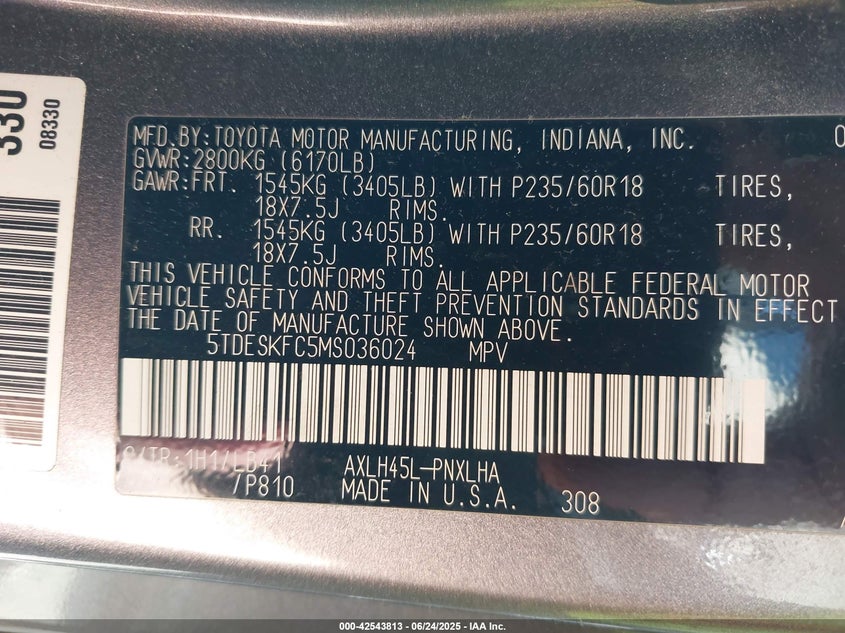 330
08330
MFD.BY:TOYOTA MOTOR MANUFACTURING, INDIANA, INC.
GVWR:2800KG (6170LB)
GAWR:FRT. 1545KG (3405LB) WITH P235/60R18 TIRES,
18X7.5J RIMS.
RR. 1545KG (3405LB) WITH P235/60R18 TIRES,
18X7.5J RIMS.
THIS VEHICLE CONFORMS TO ALL APPLICABLE FEDERAL MOTOR
VEHICLE SAFETY AND THEFT PREVENTION STANDARDS IN EFFECT
THE DATE OF MANUFACTURE SHOWN ABOVE.
5TDESKFC5MS036024 MPV
C/TR:1H1/LB41 AXLH45L-PNXLHA
/P810 MADE IN U.S.A. 308
000-42543813 - 06/24/2025 - IAA Inc.